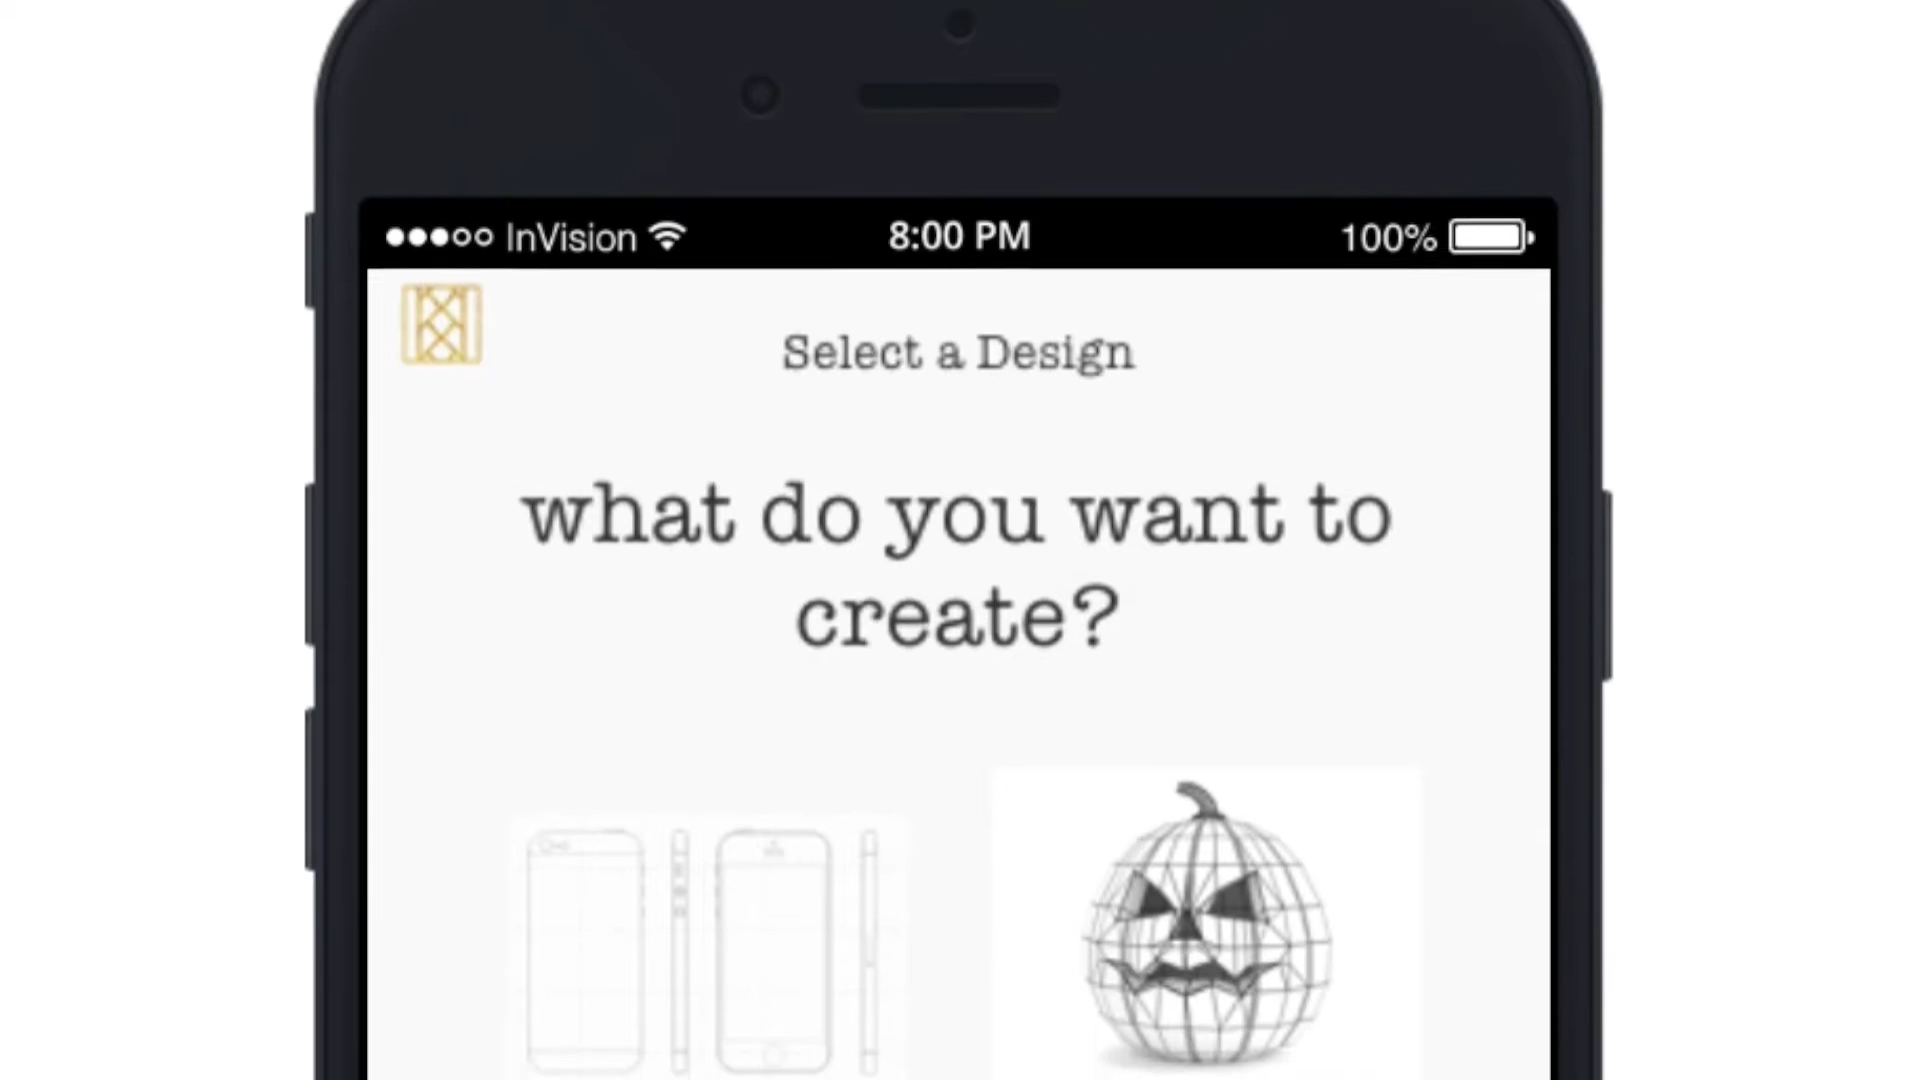 InVision 8:00 PM 100%
Select a Design
what do you want to
create?